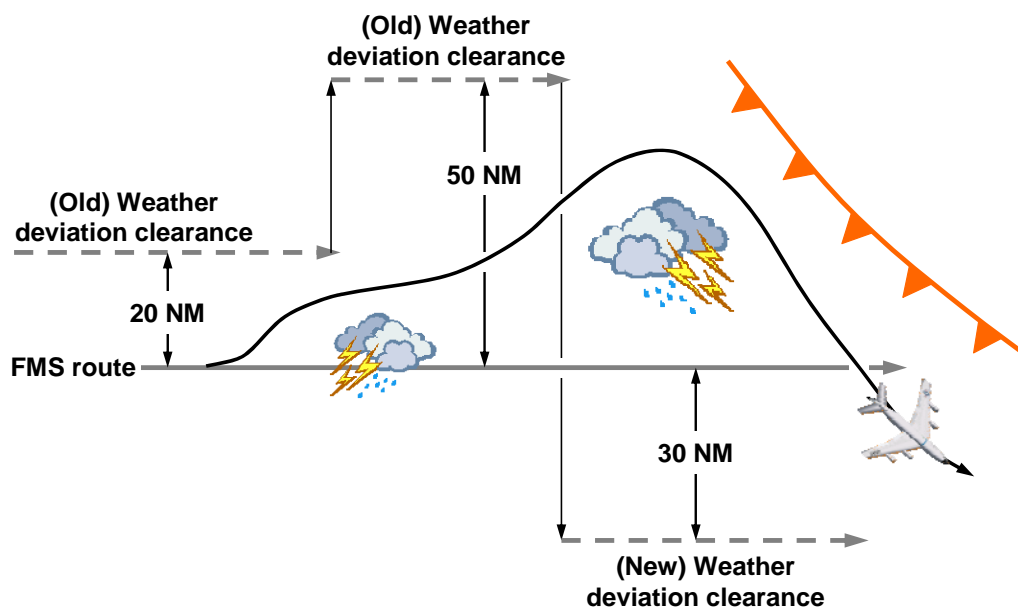 (Old) Weather
deviation clearance
50 NM
(Old) Weather
deviation clearance
20 NM
FMS route
30 NM
(New) Weather
deviation clearance